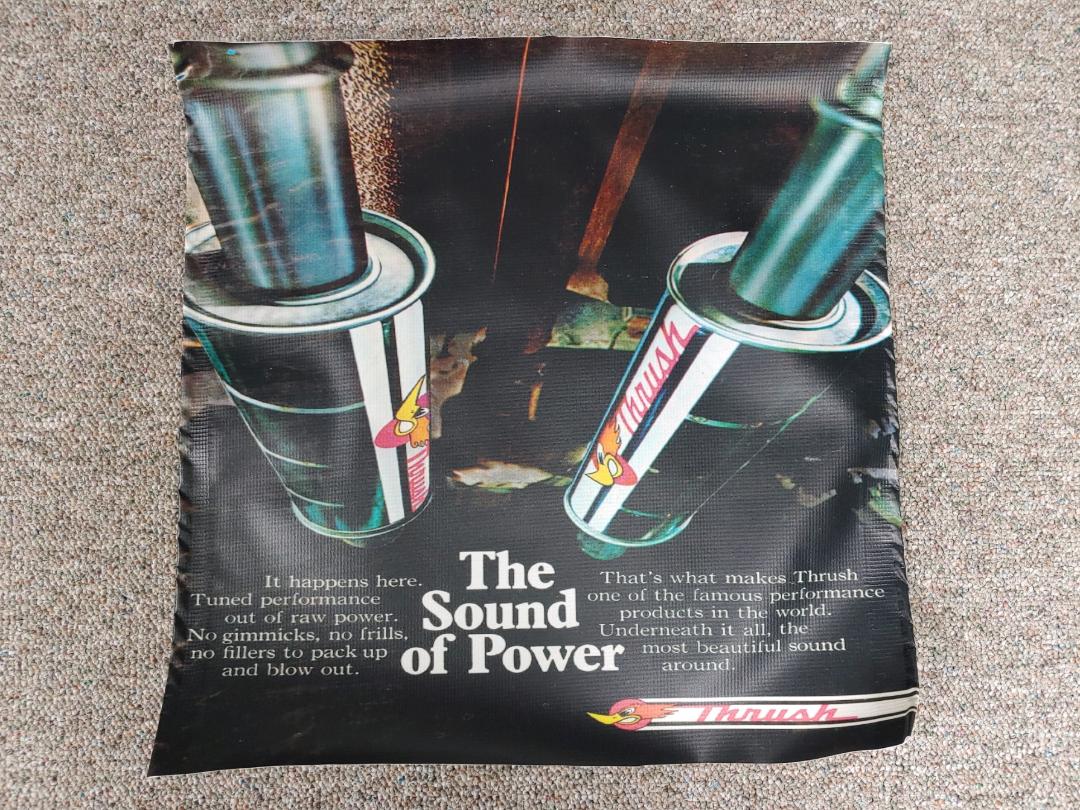 Thrush
Thrush
The
Sound
of Power
It happens here.
Tuned performance
out of raw power.
No gimmicks, no frills,
no fillers to pack up
and blow out.
That's what makes Thrush
one of the famous performance
products in the world.
Underneath it all, the
most beautiful sound
around.
Thrush